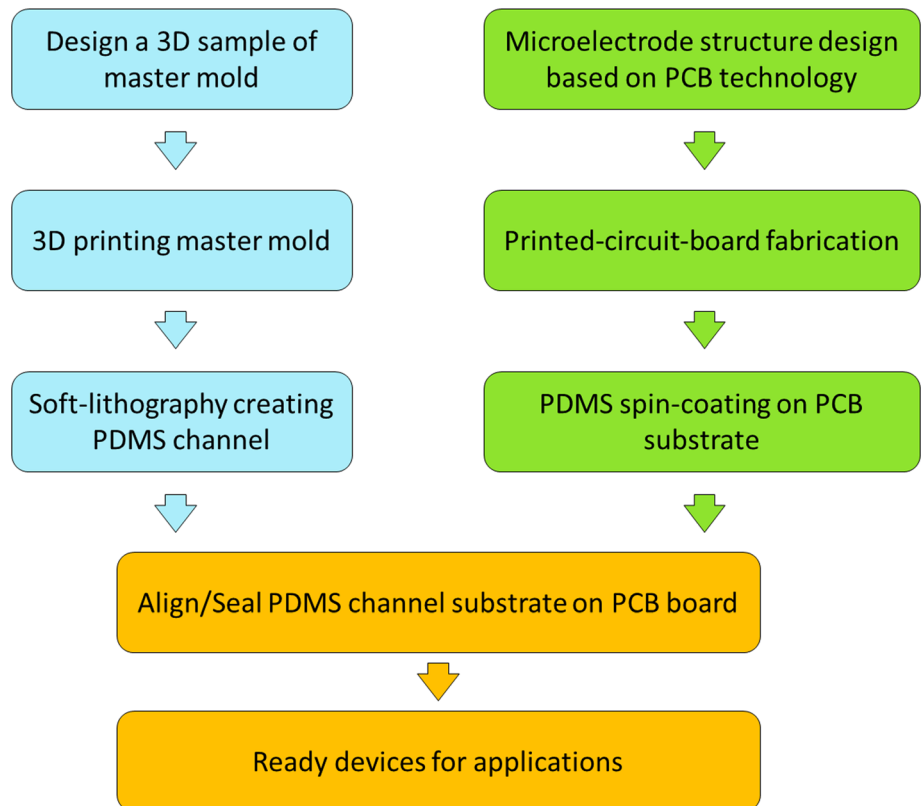 Design a 3D sample of
master mold
Microelectrode structure design
based on PCB technology
3D printing master mold
Printed-circuit-board fabrication
Soft-lithography creating
PDMS channel
PDMS spin-coating on PCB
substrate
Align/Seal PDMS channel substrate on PCB board
Ready devices for applications